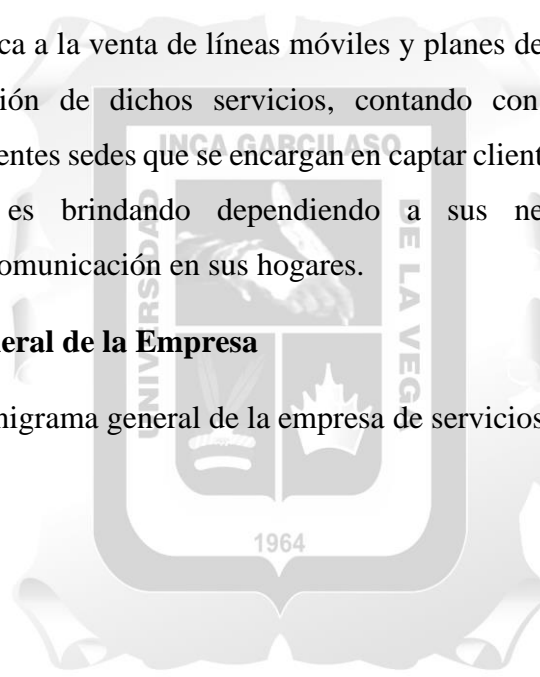 ca a la venta de líneas móviles y planes de
ión de dichos servicios, contando con
entes sedes que se encargan en captar client
es brindando dependiendo a sus ne
omunicación en sus hogares.
neral de la Empresa
nigrama general de la empresa de servicios
UNIVERSIDAD
INCA GARCILASO
DE LA VEGA
1964